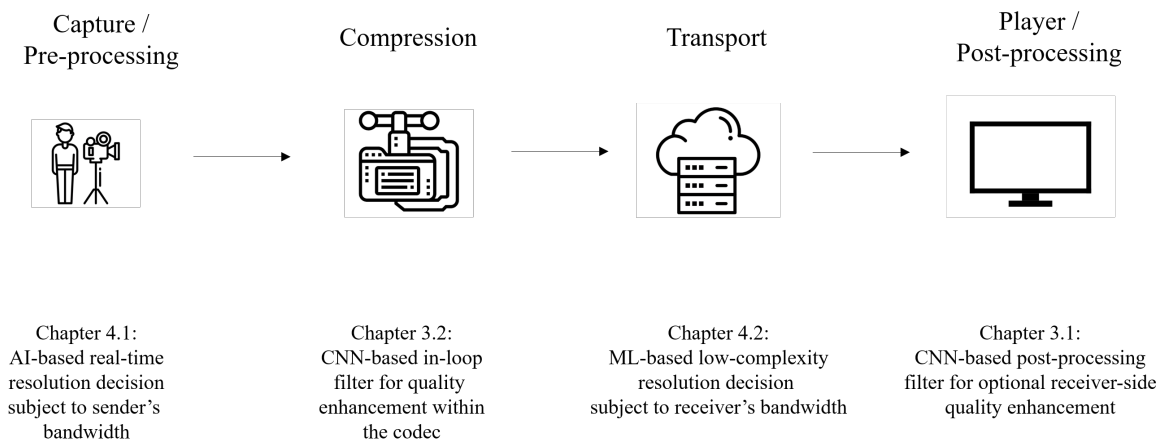 Capture /
Pre-processing
Compression
Transport
Player /
Post-processing
Chapter 4.1:
AI-based real-time
resolution decision
subject to sender's
bandwidth
Chapter 3.2:
CNN-based in-loop
filter for quality
enhancement within
the codec
Chapter 4.2:
ML-based low-complexity
resolution decision
subject to receiver's bandwidth
Chapter 3.1:
CNN-based post-processing
filter for optional receiver-side
quality enhancement